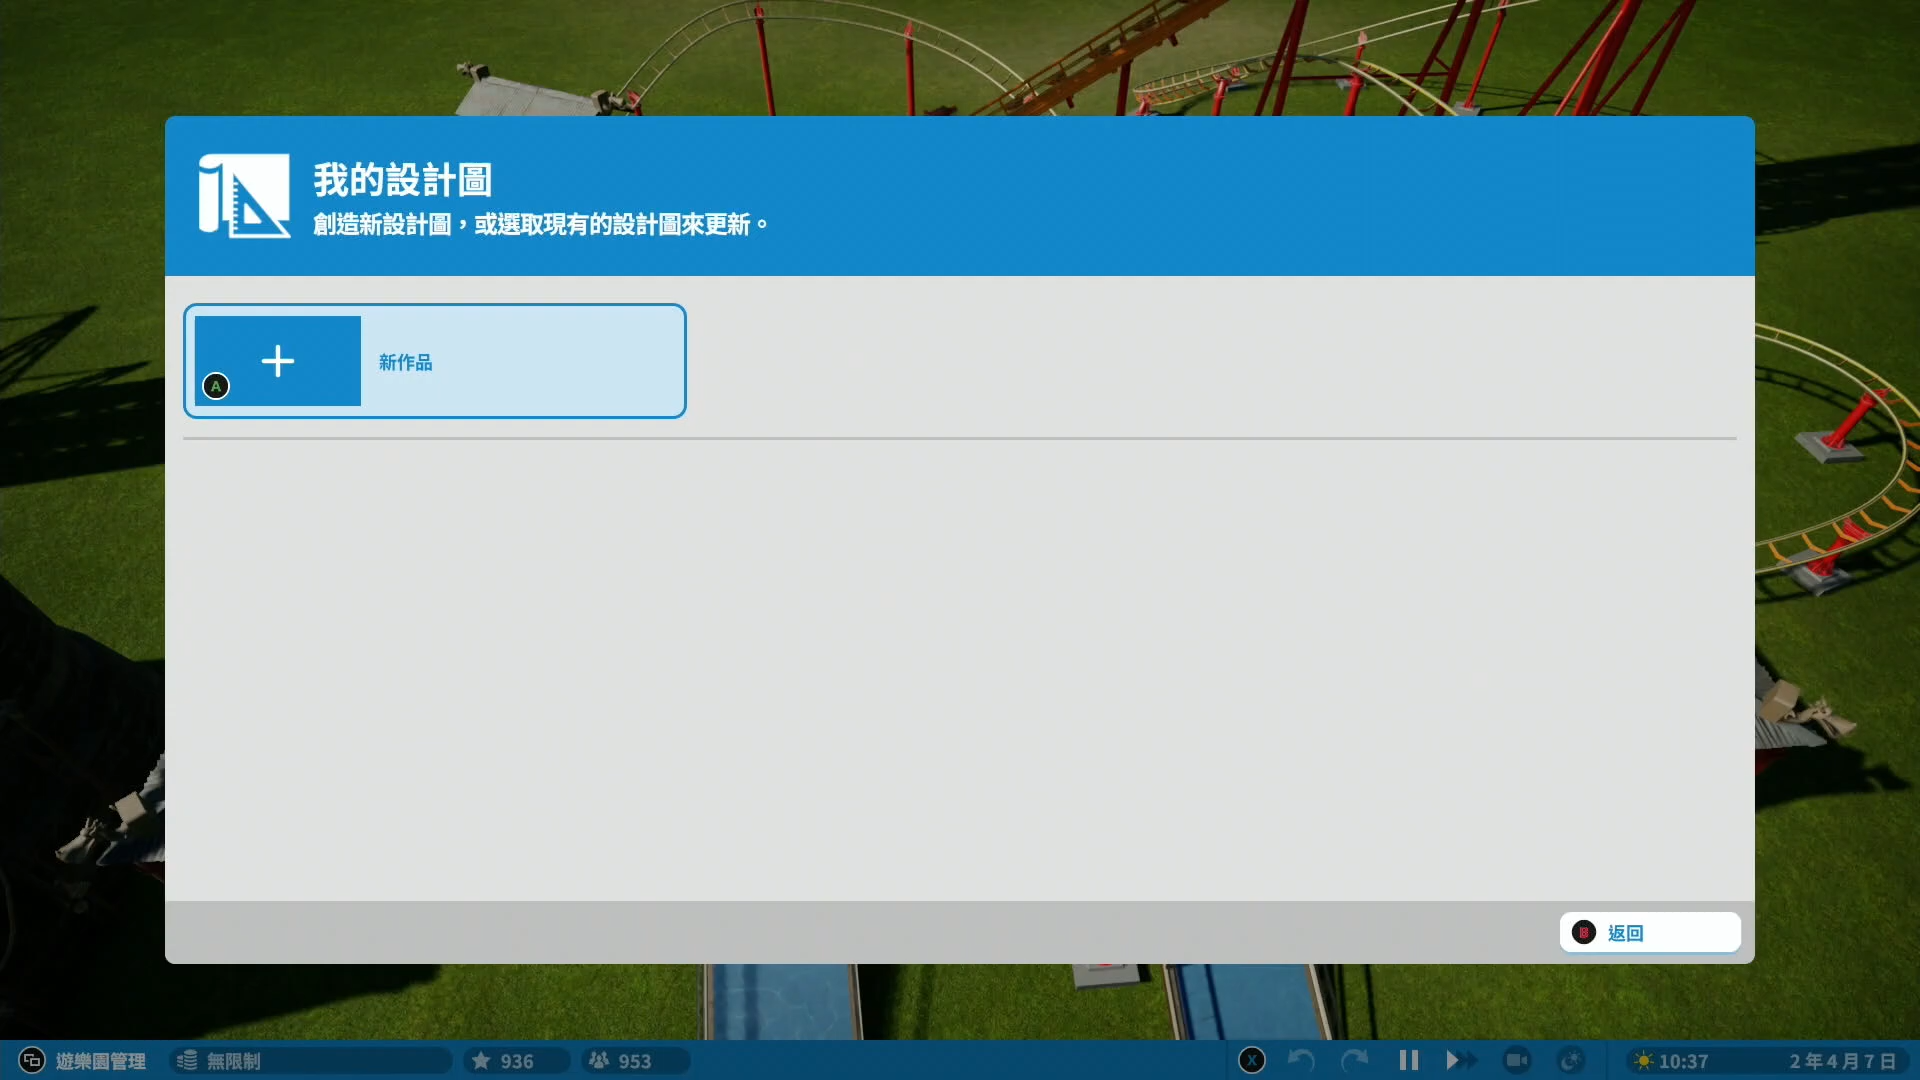 我的設計圖
創造新設計圖，或選取現有的設計圖來更新。
A
新作品
B 返回
遊樂園管理 無限制 936 953 X 10:37 2 年 4 月 7 日